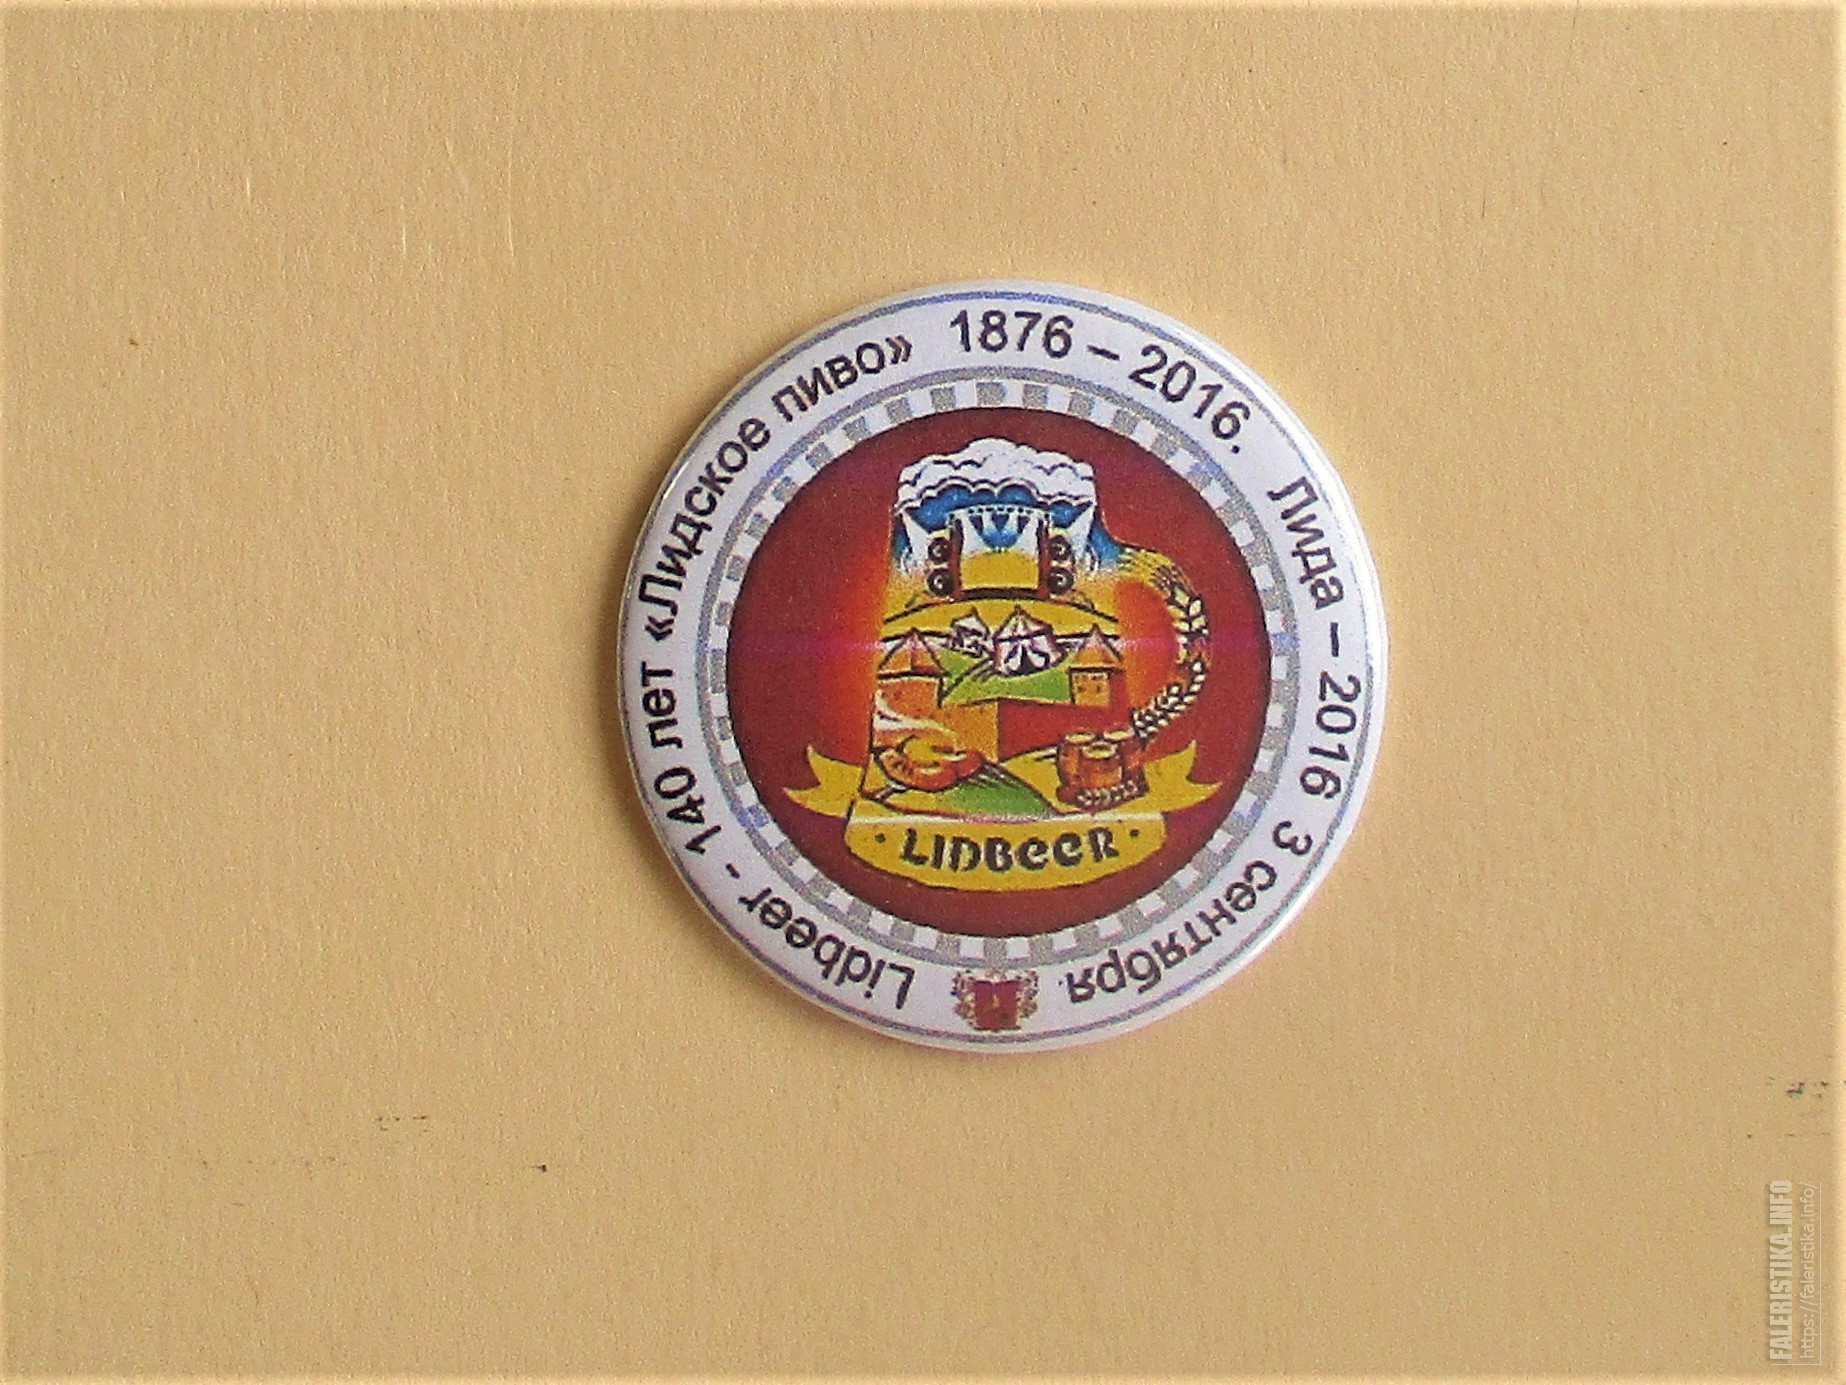 Lidbeer - 140 лет «Лидское пиво» 1876 – 2016. Лида – 2016 3 сентября.
• LIDBEER •
FALERISTIKA.INFO
https://faleristika.info/